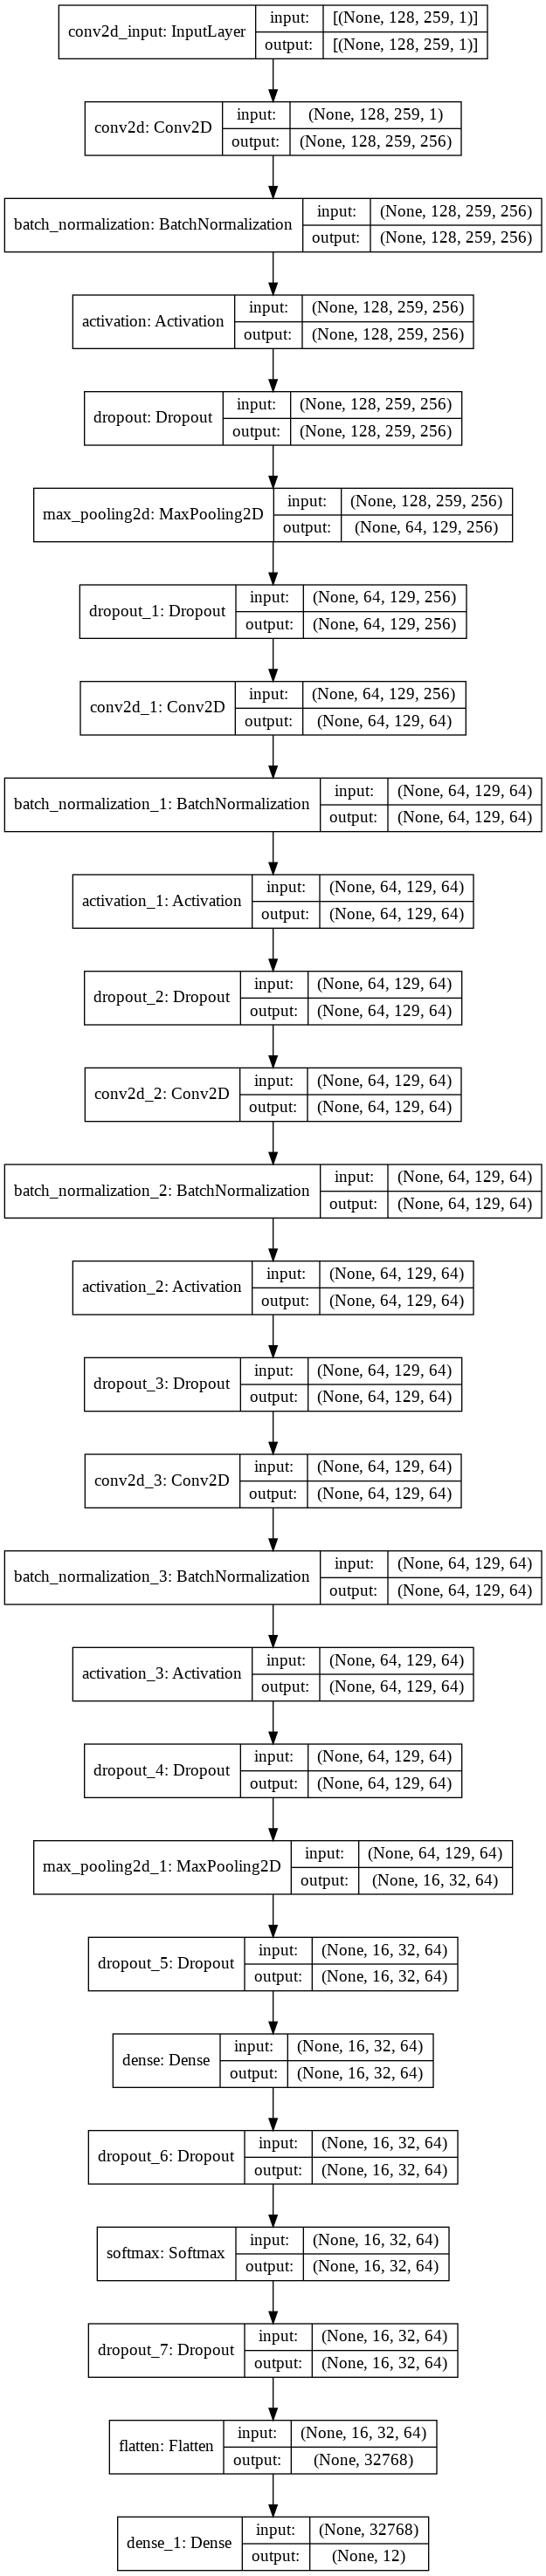 conv2d_input: InputLayer input: [(None, 128, 259, 1)]
output: [(None, 128, 259, 1)]
conv2d: Conv2D input: (None, 128, 259, 1)
output: (None, 128, 259, 256)
batch_normalization: BatchNormalization input: (None, 128, 259, 256)
output: (None, 128, 259, 256)
activation: Activation input: (None, 128, 259, 256)
output: (None, 128, 259, 256)
dropout: Dropout input: (None, 128, 259, 256)
output: (None, 128, 259, 256)
max_pooling2d: MaxPooling2D input: (None, 128, 259, 256)
output: (None, 64, 129, 256)
dropout_1: Dropout input: (None, 64, 129, 256)
output: (None, 64, 129, 256)
conv2d_1: Conv2D input: (None, 64, 129, 256)
output: (None, 64, 129, 64)
batch_normalization_1: BatchNormalization input: (None, 64, 129, 64)
output: (None, 64, 129, 64)
activation_1: Activation input: (None, 64, 129, 64)
output: (None, 64, 129, 64)
dropout_2: Dropout input: (None, 64, 129, 64)
output: (None, 64, 129, 64)
conv2d_2: Conv2D input: (None, 64, 129, 64)
output: (None, 64, 129, 64)
batch_normalization_2: BatchNormalization input: (None, 64, 129, 64)
output: (None, 64, 129, 64)
activation_2: Activation input: (None, 64, 129, 64)
output: (None, 64, 129, 64)
dropout_3: Dropout input: (None, 64, 129, 64)
output: (None, 64, 129, 64)
conv2d_3: Conv2D input: (None, 64, 129, 64)
output: (None, 64, 129, 64)
batch_normalization_3: BatchNormalization input: (None, 64, 129, 64)
output: (None, 64, 129, 64)
activation_3: Activation input: (None, 64, 129, 64)
output: (None, 64, 129, 64)
dropout_4: Dropout input: (None, 64, 129, 64)
output: (None, 64, 129, 64)
max_pooling2d_1: MaxPooling2D input: (None, 64, 129, 64)
output: (None, 16, 32, 64)
dropout_5: Dropout input: (None, 16, 32, 64)
output: (None, 16, 32, 64)
dense: Dense input: (None, 16, 32, 64)
output: (None, 16, 32, 64)
dropout_6: Dropout input: (None, 16, 32, 64)
output: (None, 16, 32, 64)
softmax: Softmax input: (None, 16, 32, 64)
output: (None, 16, 32, 64)
dropout_7: Dropout input: (None, 16, 32, 64)
output: (None, 16, 32, 64)
flatten: Flatten input: (None, 16, 32, 64)
output: (None, 32768)
dense_1: Dense input: (None, 32768)
output: (None, 12)